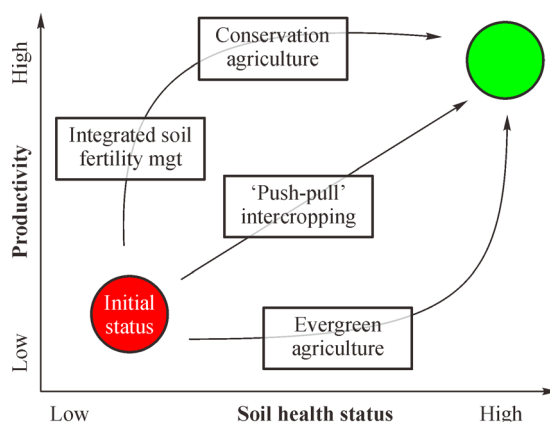 High
Productivity
Low
Conservation
agriculture
Integrated soil
fertility mgt
‘Push-pull’
intercropping
Initial
status
Evergreen
agriculture
Low
Soil health status
High